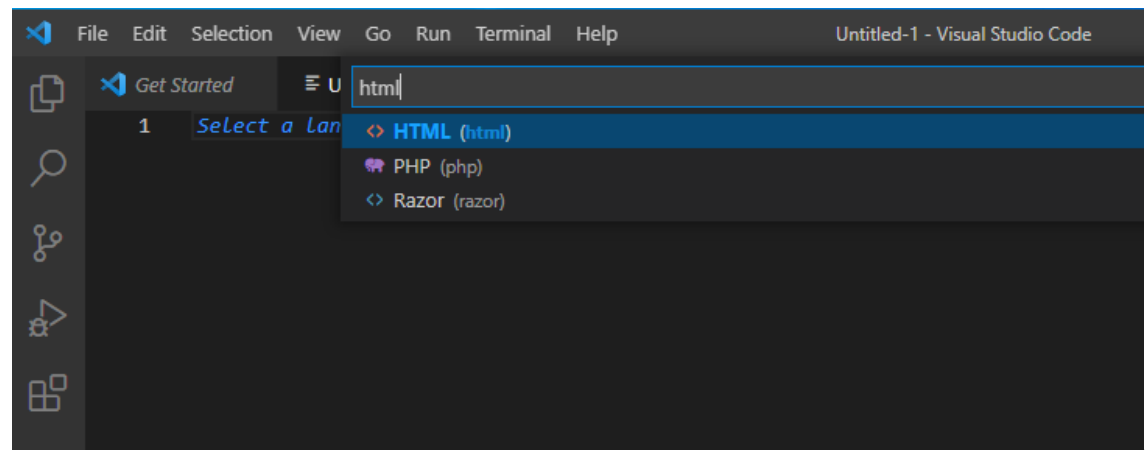 File Edit Selection View Go Run Terminal Help Untitled-1 - Visual Studio Code
Get Started U
html
1 Select a lan
HTML (html)
PHP (php)
Razor (razor)